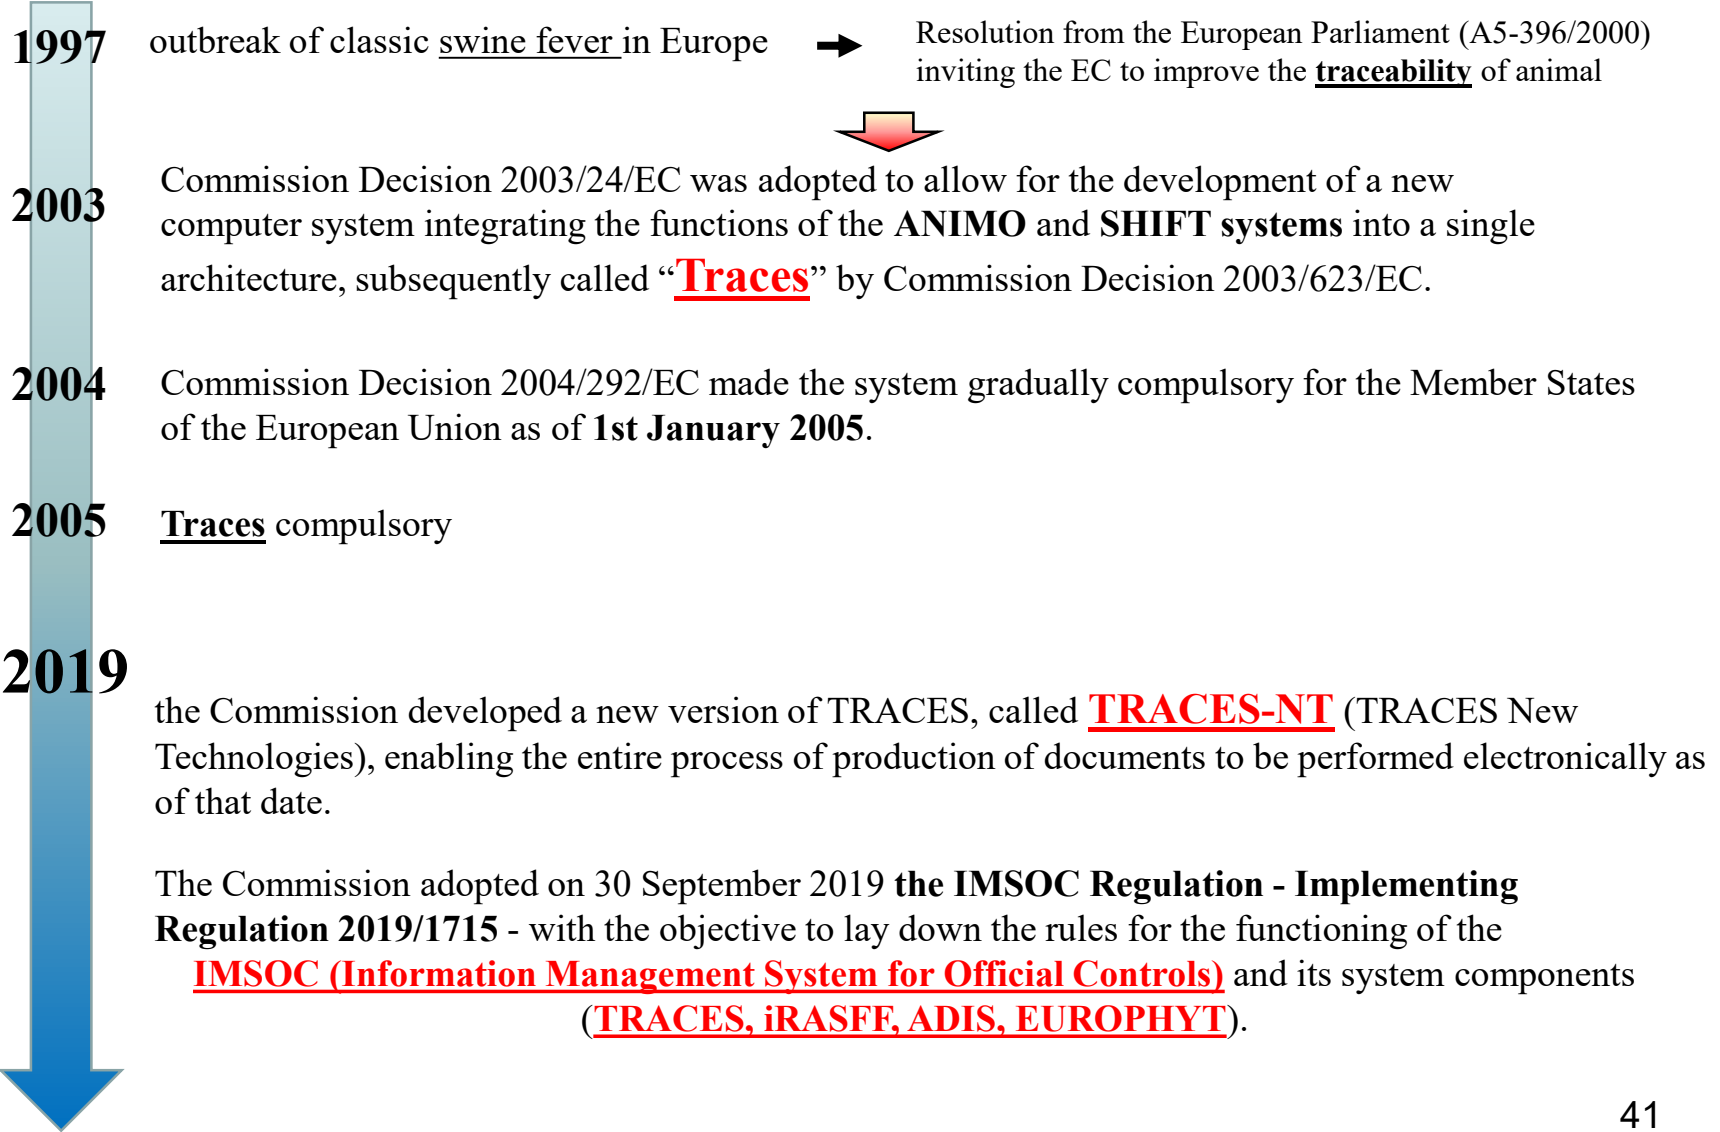 1997
outbreak of classic swine fever in Europe
Resolution from the European Parliament (A5-396/2000)
inviting the EC to improve the traceability of animal
2003
Commission Decision 2003/24/EC was adopted to allow for the development of a new
computer system integrating the functions of the ANIMO and SHIFT systems into a single
architecture, subsequently called “Traces” by Commission Decision 2003/623/EC.
2004
Commission Decision 2004/292/EC made the system gradually compulsory for the Member States
of the European Union as of 1st January 2005.
2005
Traces compulsory
2019
the Commission developed a new version of TRACES, called TRACES-NT (TRACES New
Technologies), enabling the entire process of production of documents to be performed electronically as
of that date.
The Commission adopted on 30 September 2019 the IMSOC Regulation - Implementing
Regulation 2019/1715 - with the objective to lay down the rules for the functioning of the
IMSOC (Information Management System for Official Controls) and its system components
(TRACES, iRASFF, ADIS, EUROPHYT).
41